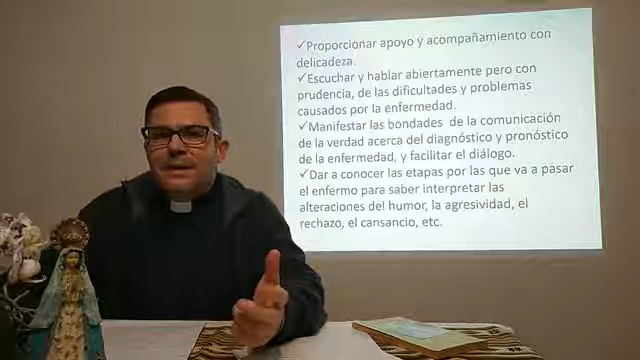 ✓Proporcionar apoyo y acompañamiento con
delicadeza.
✓Escuchar y hablar abiertamente pero con
prudencia, de las dificultades y problemas
causados por la enfermedad.
✓Manifestar las bondades de la comunicación
de la verdad acerca del diagnóstico y pronóstico
de la enfermedad, y facilitar el diálogo.
✓Dar a conocer las etapas por las que va a pasar
el enfermo para saber interpretar las
alteraciones del humor, la agresividad, el
rechazo, el cansancio, etc.